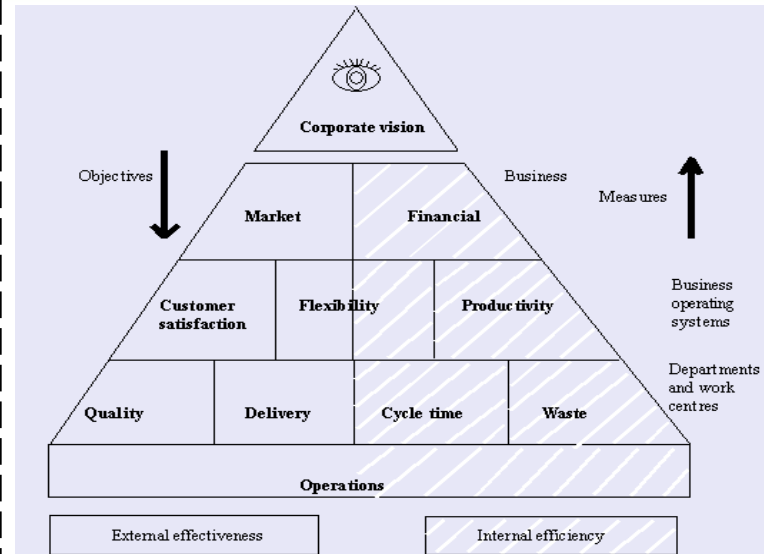 Corporate vision
Objectives
Business
Measures
Market
Financial
Customer
satisfaction
Flexibility
Productivity
Business
operating
systems
Departments
and work
centres
Quality
Delivery
Cycle time
Waste
Operations
External effectiveness
Internal efficiency